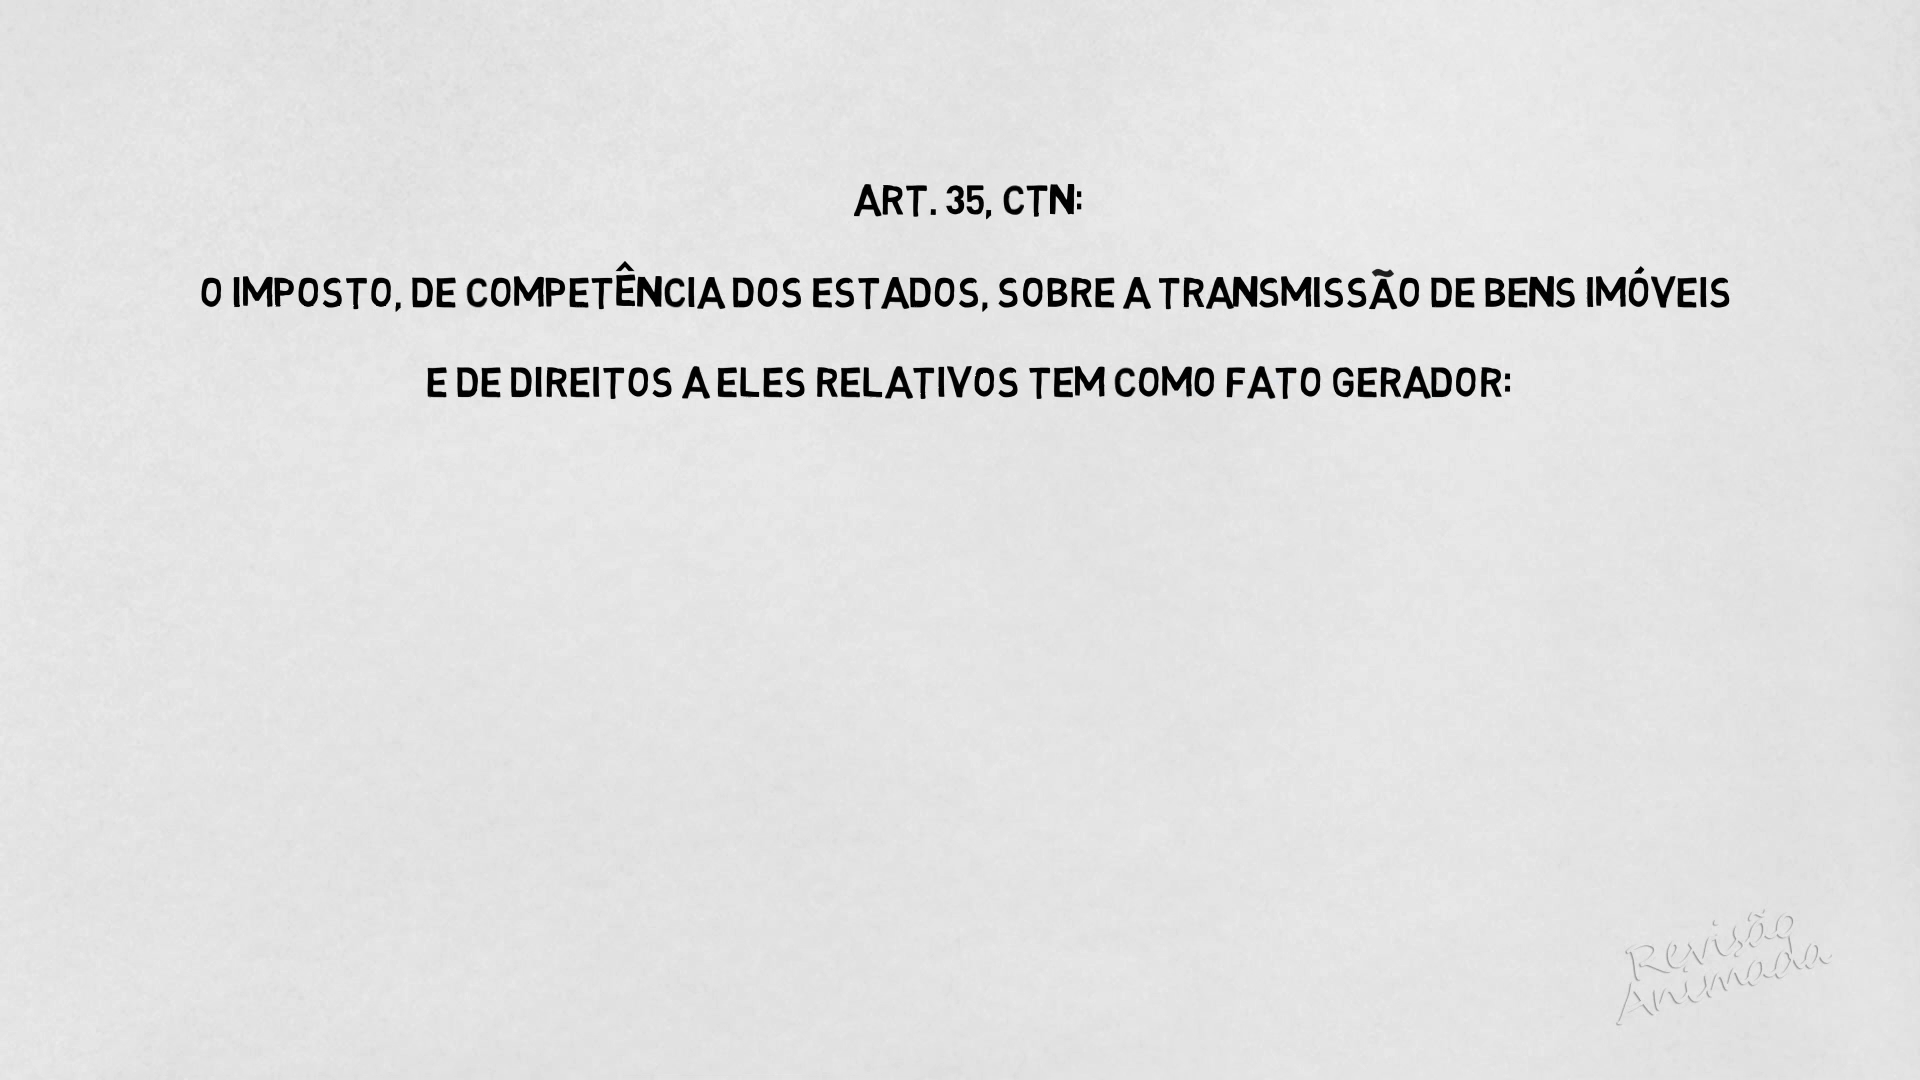 ART. 35, CTN:
O IMPOSTO, DE COMPETÊNCIA DOS ESTADOS, SOBRE A TRANSMISSÃO DE BENS IMÓVEIS
E DE DIREITOS A ELES RELATIVOS TEM COMO FATO GERADOR:
Revisão
Animada